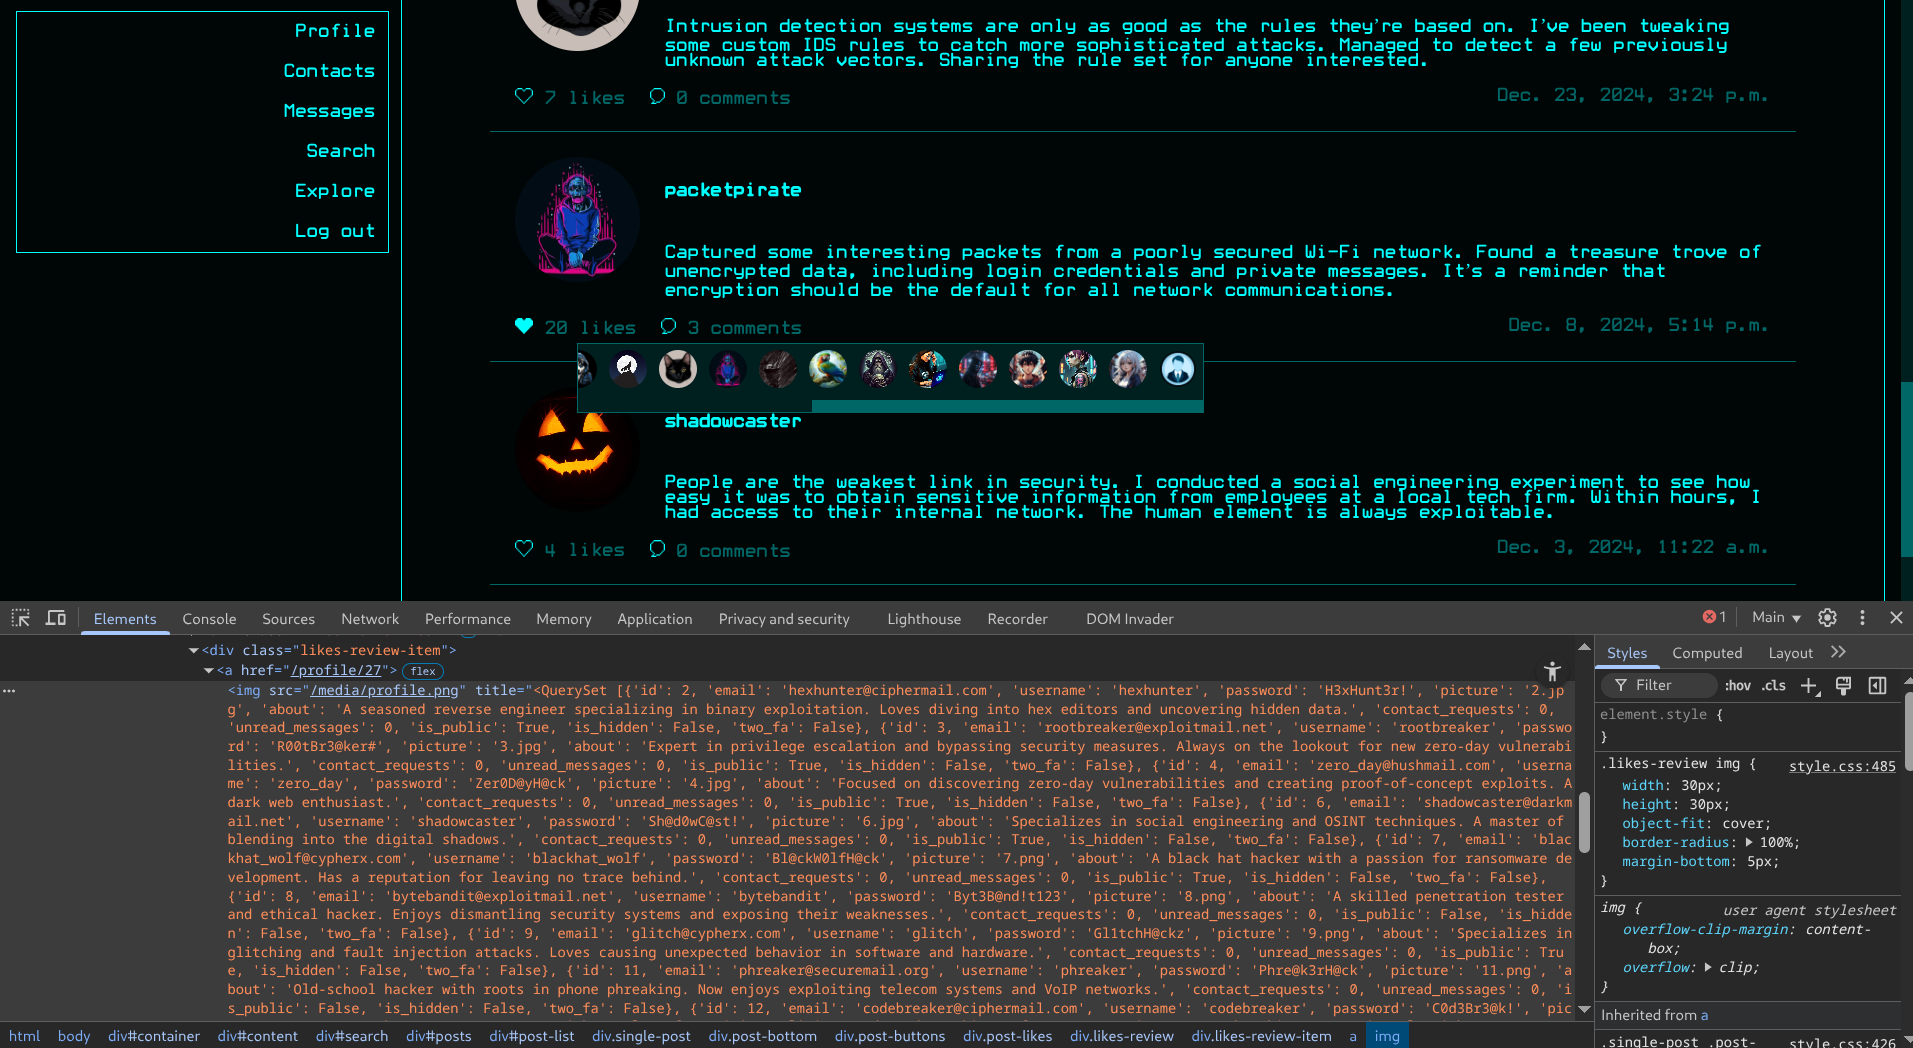 Profile
Contacts
Messages
Search
Explore
Log out
Intrusion detection systems are only as good as the rules they're based on. I've been tweaking
some custom IDS rules to catch more sophisticated attacks. Managed to detect a few previously
unknown attack vectors. Sharing the rule set for anyone interested.
7 likes 0 comments Dec. 23, 2024, 3:24 p.m.
packetpirate
Captured some interesting packets from a poorly secured Wi-Fi network. Found a treasure trove of
unencrypted data, including login credentials and private messages. It's a reminder that
encryption should be the default for all network communications.
20 likes 3 comments Dec. 8, 2024, 5:14 p.m.
shadowcaster
People are the weakest link in security. I conducted a social engineering experiment to see how
easy it was to obtain sensitive information from employees at a local tech firm. Within hours, I
had access to their internal network. The human element is always exploitable.
4 likes 0 comments Dec. 3, 2024, 11:22 a.m.
Elements Console Sources Network Performance Memory Application Privacy and security Lighthouse Recorder DOM Invader 1 Main
<div class="likes-review-item">
<a href="/profile/27"> flex
<img src="/media/profile.png" title="<QuerySet [{'id': 2, 'email': 'hexhunter@ciphermail.com', 'username': 'hexhunter', 'password': 'H3xHunt3r!', 'picture': '2.jp
g', 'about': 'A seasoned reverse engineer specializing in binary exploitation. Loves diving into hex editors and uncovering hidden data.', 'contact_requests': 0,
'unread_messages': 0, 'is_public': True, 'is_hidden': False, 'two_fa': False}, {'id': 3, 'email': 'rootbreaker@exploitmail.net', 'username': 'rootbreaker', 'passwo
rd': 'R00tBr3@ker#', 'picture': '3.jpg', 'about': 'Expert in privilege escalation and bypassing security measures. Always on the lookout for new zero-day vulnerabi
lities.', 'contact_requests': 0, 'unread_messages': 0, 'is_public': True, 'is_hidden': False, 'two_fa': False}, {'id': 4, 'email': 'zero_day@hushmail.com', 'userna
me': 'zero_day', 'password': 'Zer0D@yH@ck', 'picture': '4.jpg', 'about': 'Focused on discovering zero-day vulnerabilities and creating proof-of-concept exploits. A
dark web enthusiast.', 'contact_requests': 0, 'unread_messages': 0, 'is_public': True, 'is_hidden': False, 'two_fa': False}, {'id': 6, 'email': 'shadowcaster@darkm
ail.net', 'username': 'shadowcaster', 'password': 'Sh@d0wC@st!', 'picture': '6.jpg', 'about': 'Specializes in social engineering and OSINT techniques. A master of
blending into the digital shadows.', 'contact_requests': 0, 'unread_messages': 0, 'is_public': True, 'is_hidden': False, 'two_fa': False}, {'id': 7, 'email': 'blac
khat_wolf@cypherx.com', 'username': 'blackhat_wolf', 'password': 'Bl@ckW0lfH@ck', 'picture': '7.png', 'about': 'A black hat hacker with a passion for ransomware de
velopment. Has a reputation for leaving no trace behind.', 'contact_requests': 0, 'unread_messages': 0, 'is_public': True, 'is_hidden': False, 'two_fa': False},
{'id': 8, 'email': 'bytebandit@exploitmail.net', 'username': 'bytebandit', 'password': 'Byt3B@nd!t123', 'picture': '8.png', 'about': 'A skilled penetration tester
and ethical hacker. Enjoys dismantling security systems and exposing their weaknesses.', 'contact_requests': 0, 'unread_messages': 0, 'is_public': False, 'is_hidde
n': False, 'two_fa': False}, {'id': 9, 'email': 'glitch@cypherx.com', 'username': 'glitch', 'password': 'Gl1tchH@ckz', 'picture': '9.png', 'about': 'Specializes in
glitching and fault injection attacks. Loves causing unexpected behavior in software and hardware.', 'contact_requests': 0, 'unread_messages': 0, 'is_public': Tru
e, 'is_hidden': False, 'two_fa': False}, {'id': 11, 'email': 'phreaker@securemail.org', 'username': 'phreaker', 'password': 'Phre@k3rH@ck', 'picture': '11.png', 'a
bout': 'Old-school hacker with roots in phone phreaking. Now enjoys exploiting telecom systems and VoIP networks.', 'contact_requests': 0, 'unread_messages': 0, 'i
s_public': False, 'is_hidden': False, 'two_fa': False}, {'id': 12, 'email': 'codebreaker@ciphermail.com', 'username': 'codebreaker', 'password': 'C0d3Br3@k!', 'pic
html body div#container div#content div#search div#posts div#post-list div.single-post div.post-bottom div.post-buttons div.post-likes div.likes-review div.likes-review-item a img
Styles Computed Layout
Filter :hov .cls
element.style {
}
.likes-review img { style.css:485
width: 30px;
height: 30px;
object-fit: cover;
border-radius: 100%;
margin-bottom: 5px;
}
img { user agent stylesheet
overflow-clip-margin: content-
box;
overflow: clip;
}
Inherited from a
.single-post .post- style.css:426